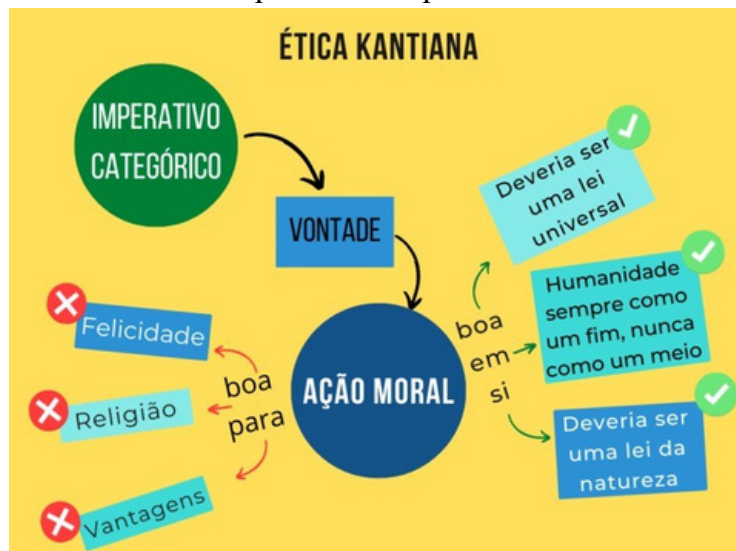 ÉTICA KANTIANA
IMPERATIVO
CATEGÓRICO
VONTADE
AÇÃO MORAL
boa
para
Felicidade
Religião
Vantagens
boa
em
si
Deveria ser
uma lei
universal
Humanidade
sempre como
um fim, nunca
como um meio
Deveria ser
uma lei da
natureza